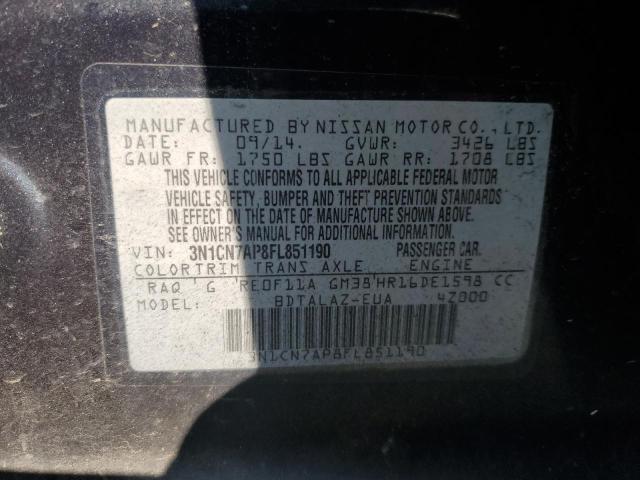 MANUFACTURED BY NISSAN MOTOR CO., LTD.
DATE: 09/14. GVWR: 3426 LBS
GAWR FR: 1750 LBS GAWR RR: 1708 LBS
THIS VEHICLE CONFORMS TO ALL APPLICABLE FEDERAL MOTOR
VEHICLE SAFETY, BUMPER AND THEFT PREVENTION STANDARDS
IN EFFECT ON THE DATE OF MANUFACTURE SHOWN ABOVE.
SEE OWNER'S MANUAL FOR ADDITIONAL INFORMATION.
VIN: 3N1CN7AP8FL851190 PASSENGER CAR.
COLOR TRIM TRANS AXLE ENGINE
RAQ G RE0F11A GM38 HR16DE1598 CC
MODEL: BDTALAZ-EUA 4Z000
3N1CN7AP8FL851190